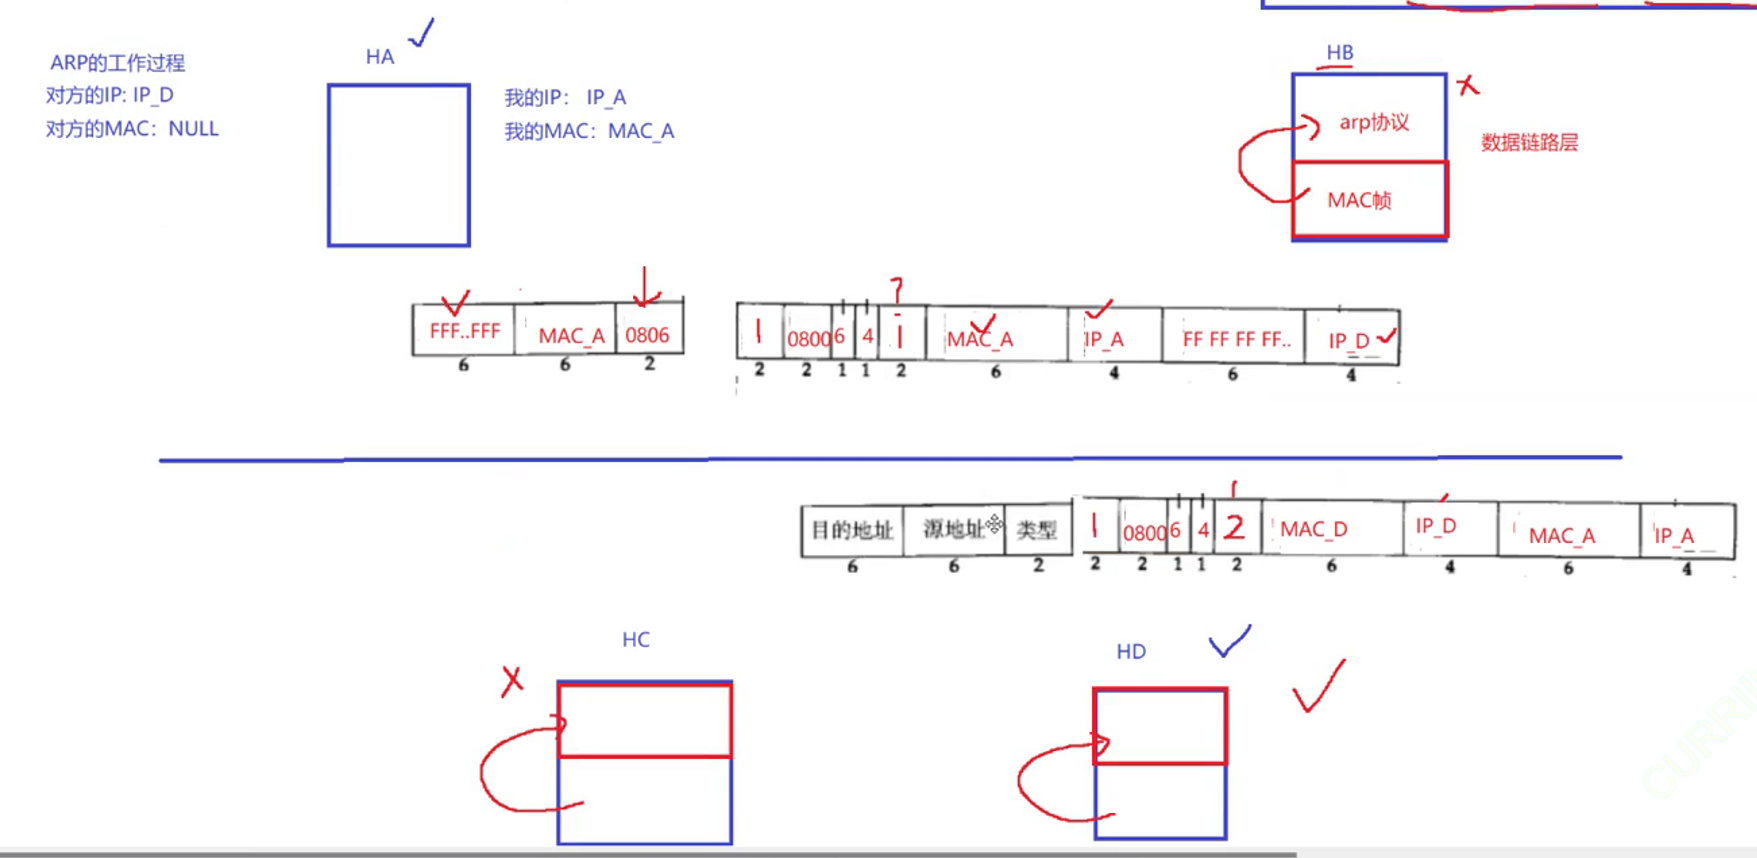 ARP的工作过程
对方的IP: IP_D
对方的MAC：NULL
HA
我的IP： IP_A
我的MAC：MAC_A
HB
arp协议
MAC帧
数据链路层
FFF..FFF MAC_A 0806
6 6 2
1 0800 6 4 1 MAC_A IP_A FF FF FF FF.. IP_D
2 2 1 1 2 6 4 6 4
?
目的地址 源地址 类型 1 0800 6 4 2 MAC_D IP_D MAC_A IP_A
6 6 2 2 2 1 1 2 6 4 6 4
HC
HD